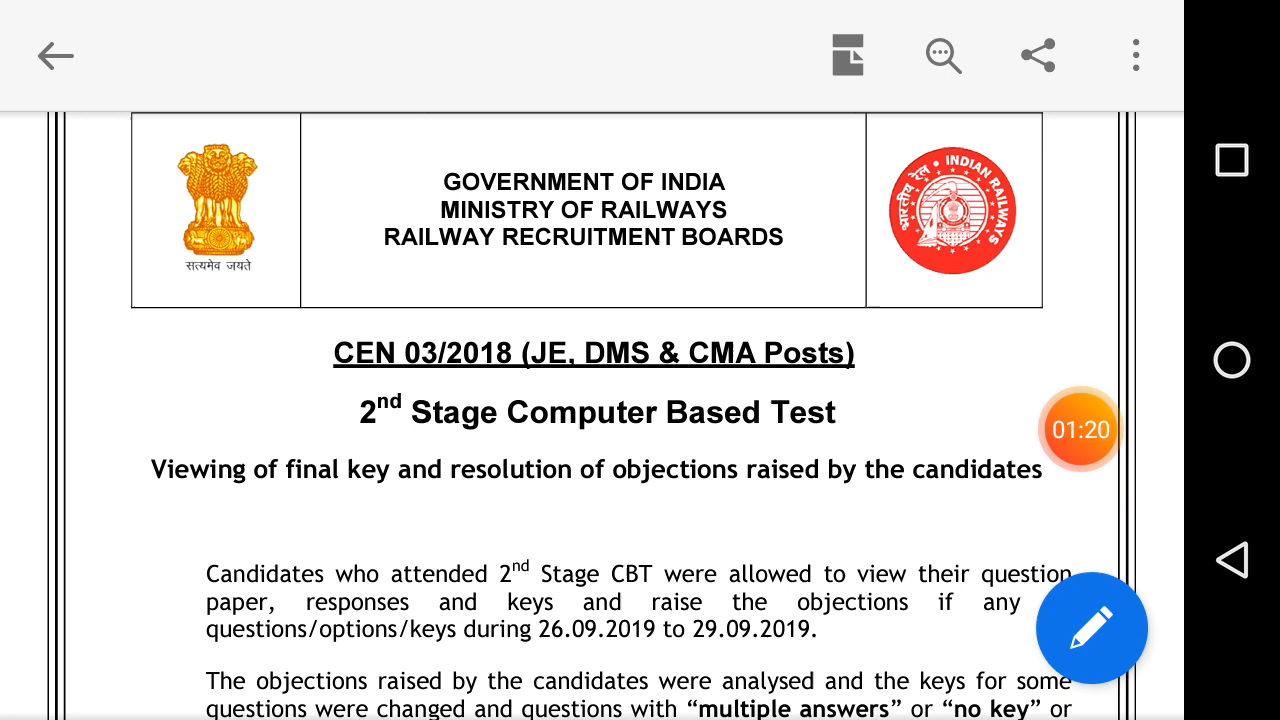 GOVERNMENT OF INDIA
MINISTRY OF RAILWAYS
RAILWAY RECRUITMENT BOARDS
सत्यमेव जयते
भारतीय रेल • INDIAN RAILWAYS
CEN 03/2018 (JE, DMS & CMA Posts)
2nd Stage Computer Based Test
01:20
Viewing of final key and resolution of objections raised by the candidates
Candidates who attended 2nd Stage CBT were allowed to view their question
paper, responses and keys and raise the objections if any
questions/options/keys during 26.09.2019 to 29.09.2019.
The objections raised by the candidates were analysed and the keys for some
questions were changed and questions with “multiple answers” or “no key” or